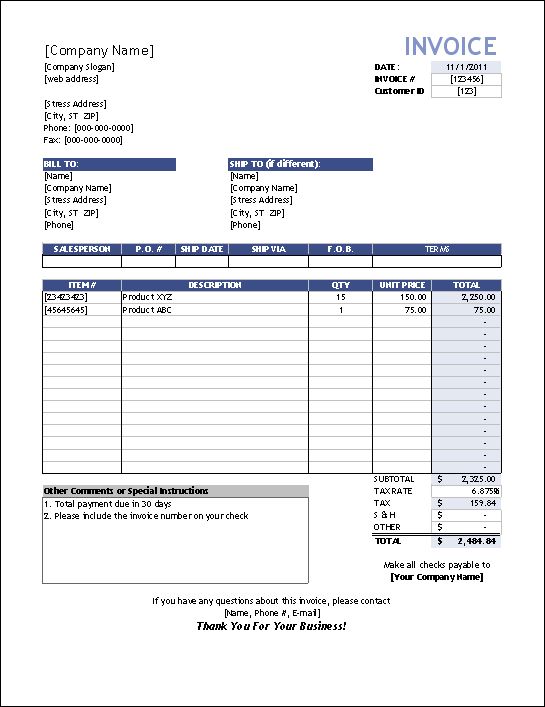 [Company Name]
INVOICE
[Company Slogan]
DATE: 11/1/2011
[web address]
INVOICE # [123456]
Customer ID [123]
[Stress Address]
[City, ST ZIP]
Phone: [000-000-0000]
Fax: [000-000-0000]
BILL TO:
[Name]
[Company Name]
[Stress Address]
[City, ST ZIP]
[Phone]
SHIP TO (if different):
[Name]
[Company Name]
[Stress Address]
[City, ST ZIP]
[Phone]
SALESPERSON P.O. # SHIP DATE SHIP VIA F.O.B. TERMS
ITEM # DESCRIPTION QTY UNIT PRICE TOTAL
[23423423] Product XYZ 15 150.00 2,250.00
[45645645] Product ABC 1 75.00 75.00
-
-
-
-
-
-
-
-
-
-
-
-
SUBTOTAL $ 2,325.00
TAX RATE 6.875%
TAX $ 159.84
S & H $ -
OTHER $ -
TOTAL $ 2,484.84
Other Comments or Special Instructions
1. Total payment due in 30 days
2. Please include the invoice number on your check
Make all checks payable to
[Your Company Name]
If you have any questions about this invoice, please contact
[Name, Phone #, E-mail]
Thank You For Your Business!